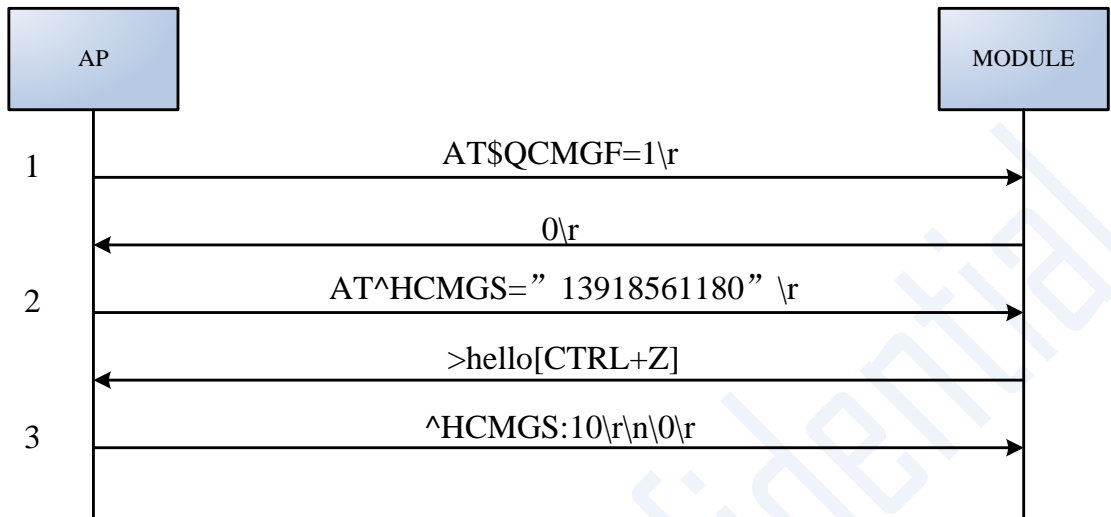 AP
MODULE
1
AT$QCMGF=1\r
0\r
2
AT^HCMGS=” 13918561180” \r
>hello[CTRL+Z]
3
^HCMGS:10\r\n\0\r